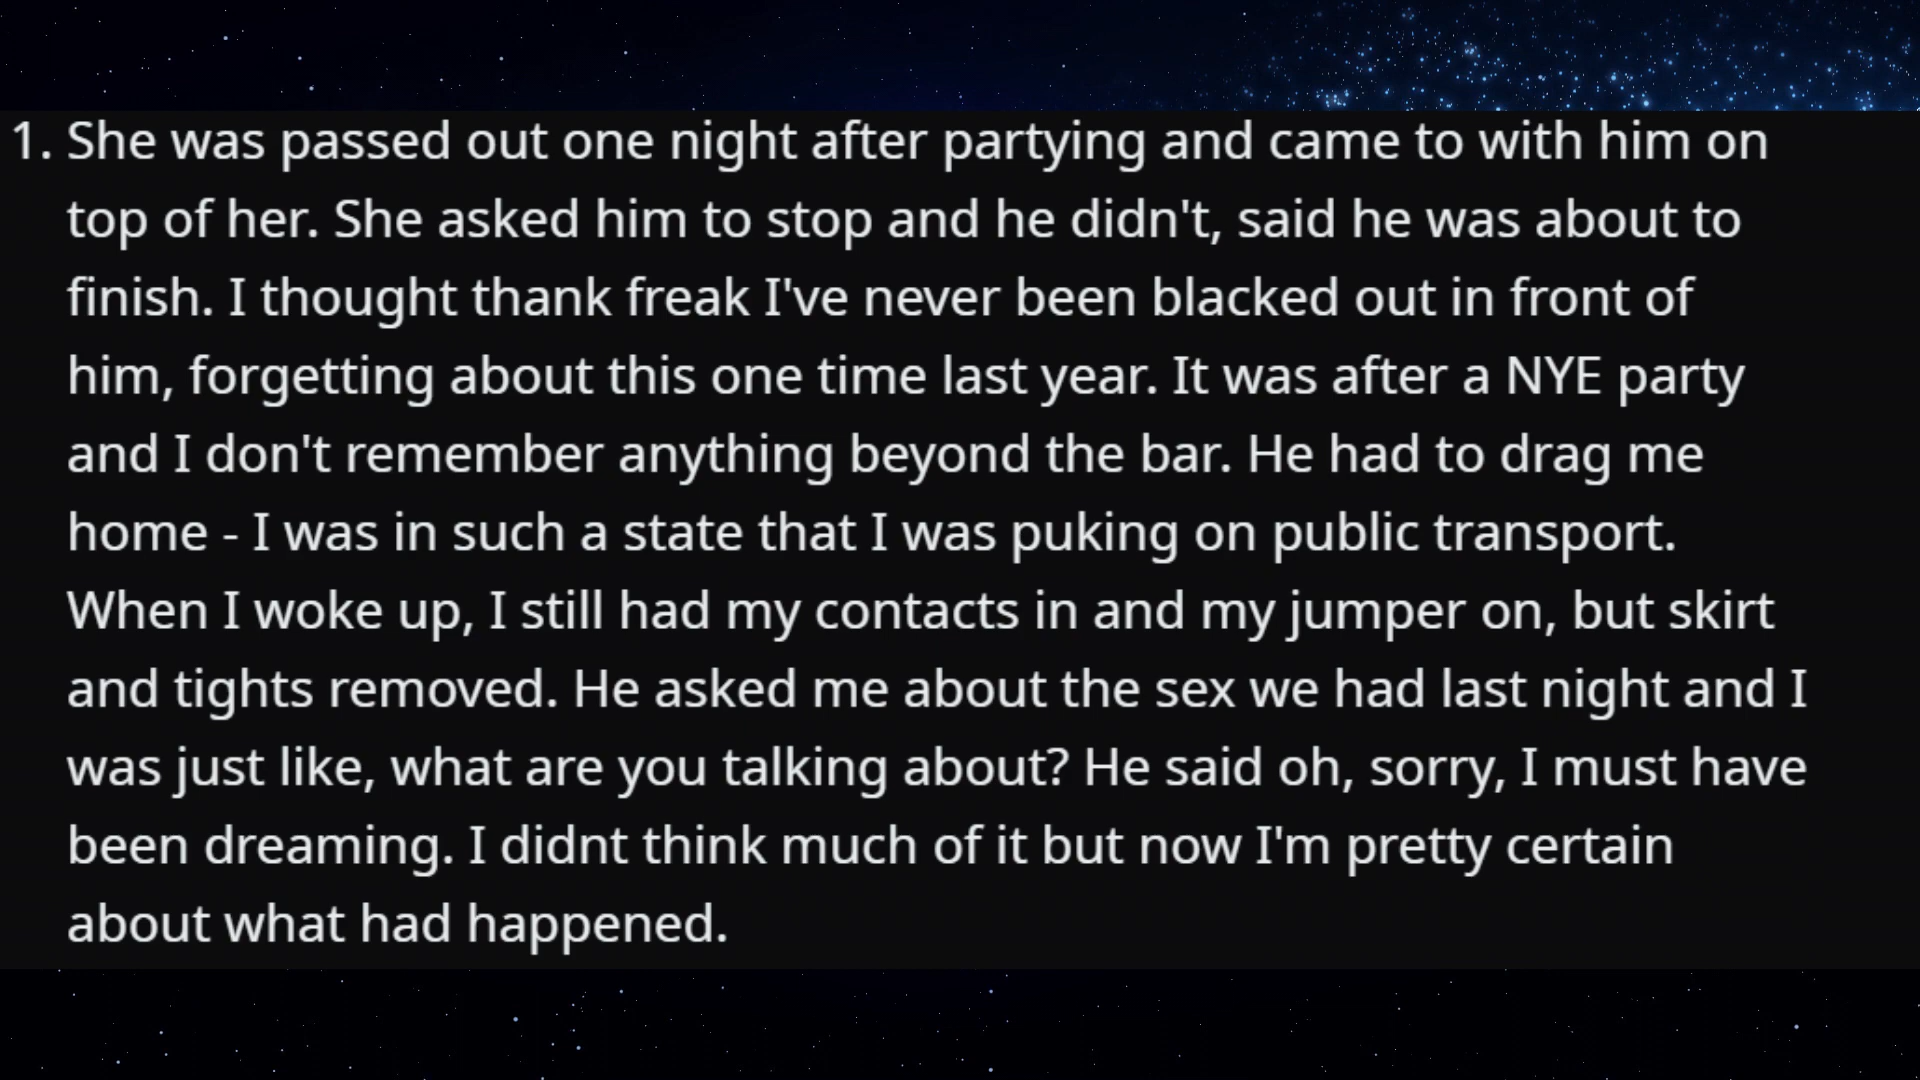 1. She was passed out one night after partying and came to with him on
top of her. She asked him to stop and he didn't, said he was about to
finish. I thought thank freak I've never been blacked out in front of
him, forgetting about this one time last year. It was after a NYE party
and I don't remember anything beyond the bar. He had to drag me
home - I was in such a state that I was puking on public transport.
When I woke up, I still had my contacts in and my jumper on, but skirt
and tights removed. He asked me about the sex we had last night and I
was just like, what are you talking about? He said oh, sorry, I must have
been dreaming. I didnt think much of it but now I'm pretty certain
about what had happened.